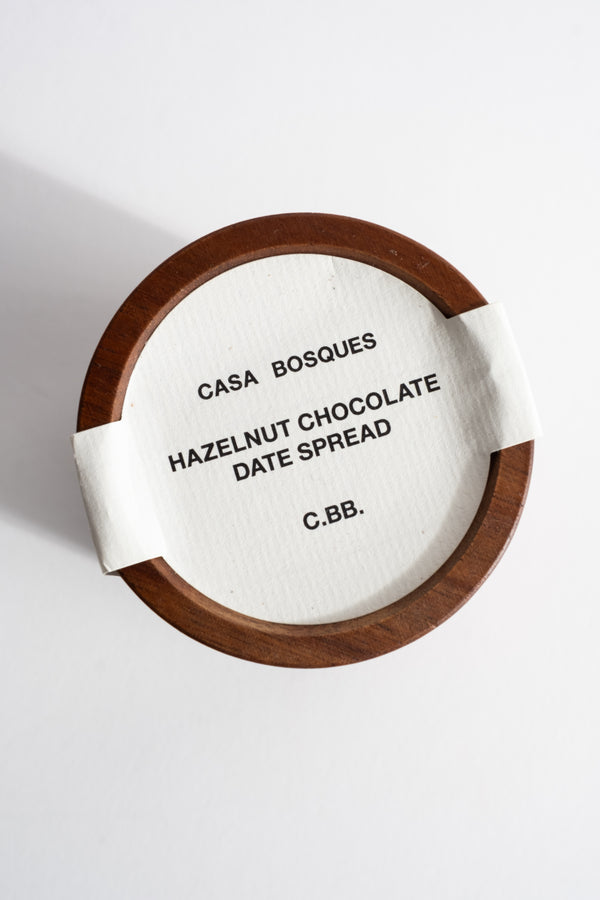 CASA BOSQUES
HAZELNUT CHOCOLATE
DATE SPREAD
C.BB.